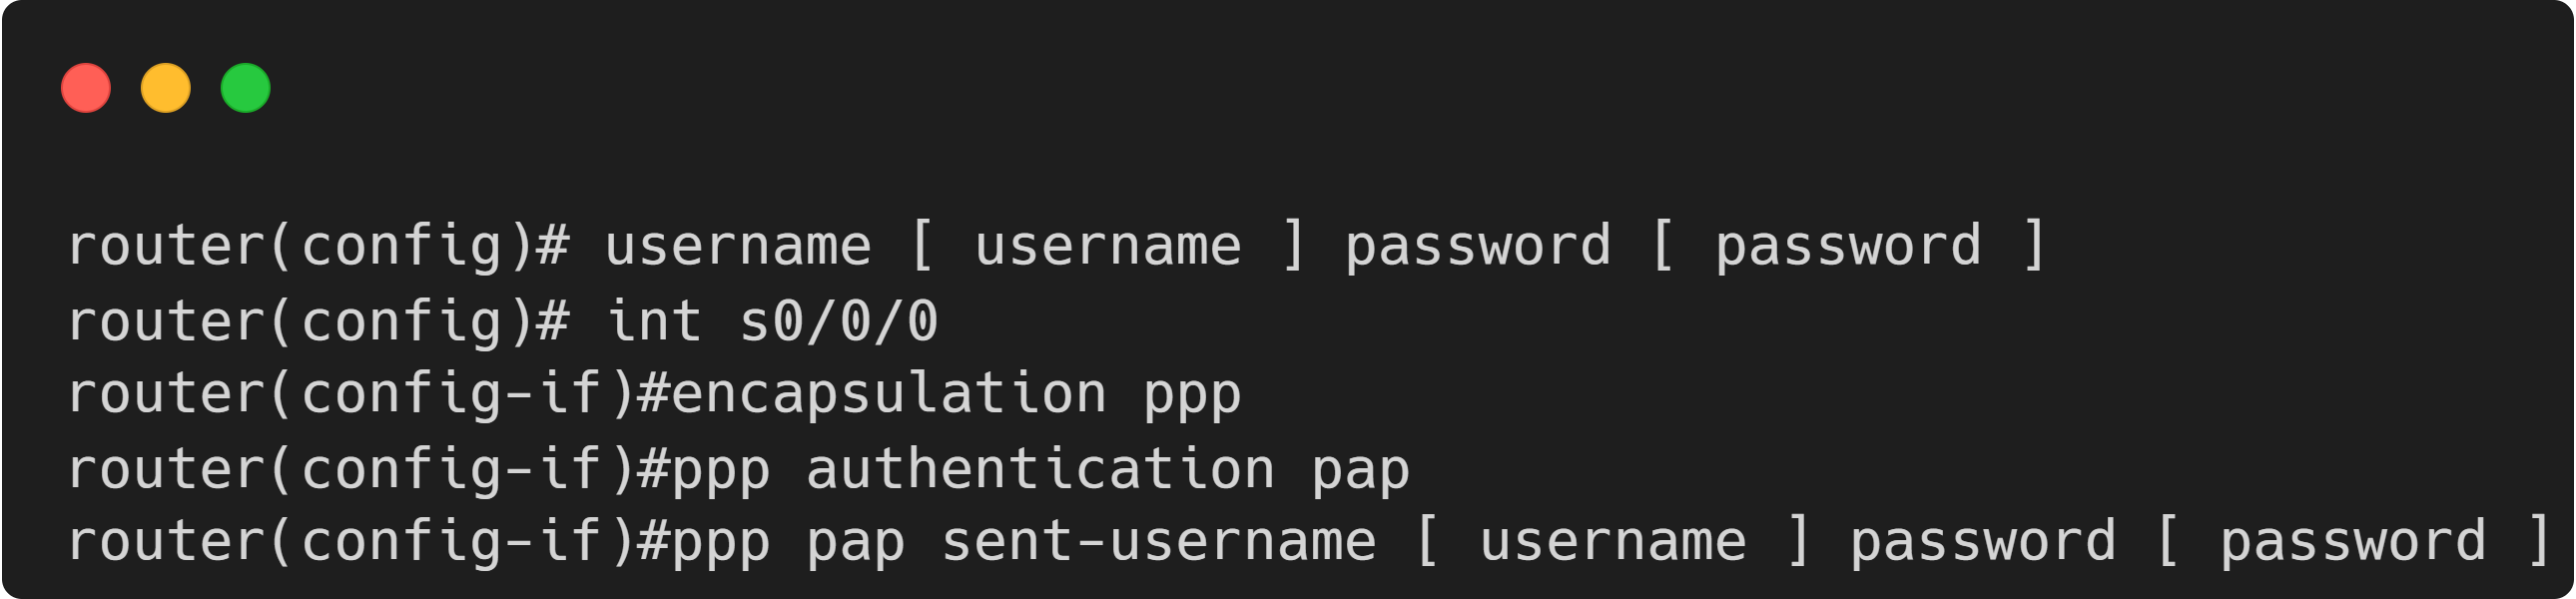 router(config)# username [ username ] password [ password ]
router(config)# int s0/0/0
router(config-if)#encapsulation ppp
router(config-if)#ppp authentication pap
router(config-if)#ppp pap sent-username [ username ] password [ password ]